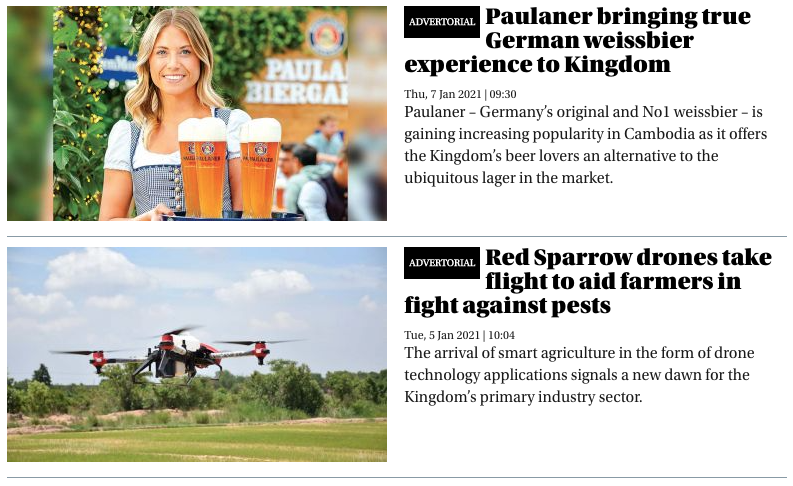 PAULANER
BIERGAR
PAULANER
PAULANER
ADVERTORIAL
Paulaner bringing true
German weissbier
experience to Kingdom
Thu, 7 Jan 2021 | 09:30
Paulaner – Germany’s original and No1 weissbier – is
gaining increasing popularity in Cambodia as it offers
the Kingdom’s beer lovers an alternative to the
ubiquitous lager in the market.
ADVERTORIAL
Red Sparrow drones take
flight to aid farmers in
fight against pests
Tue, 5 Jan 2021 | 10:04
The arrival of smart agriculture in the form of drone
technology applications signals a new dawn for the
Kingdom’s primary industry sector.